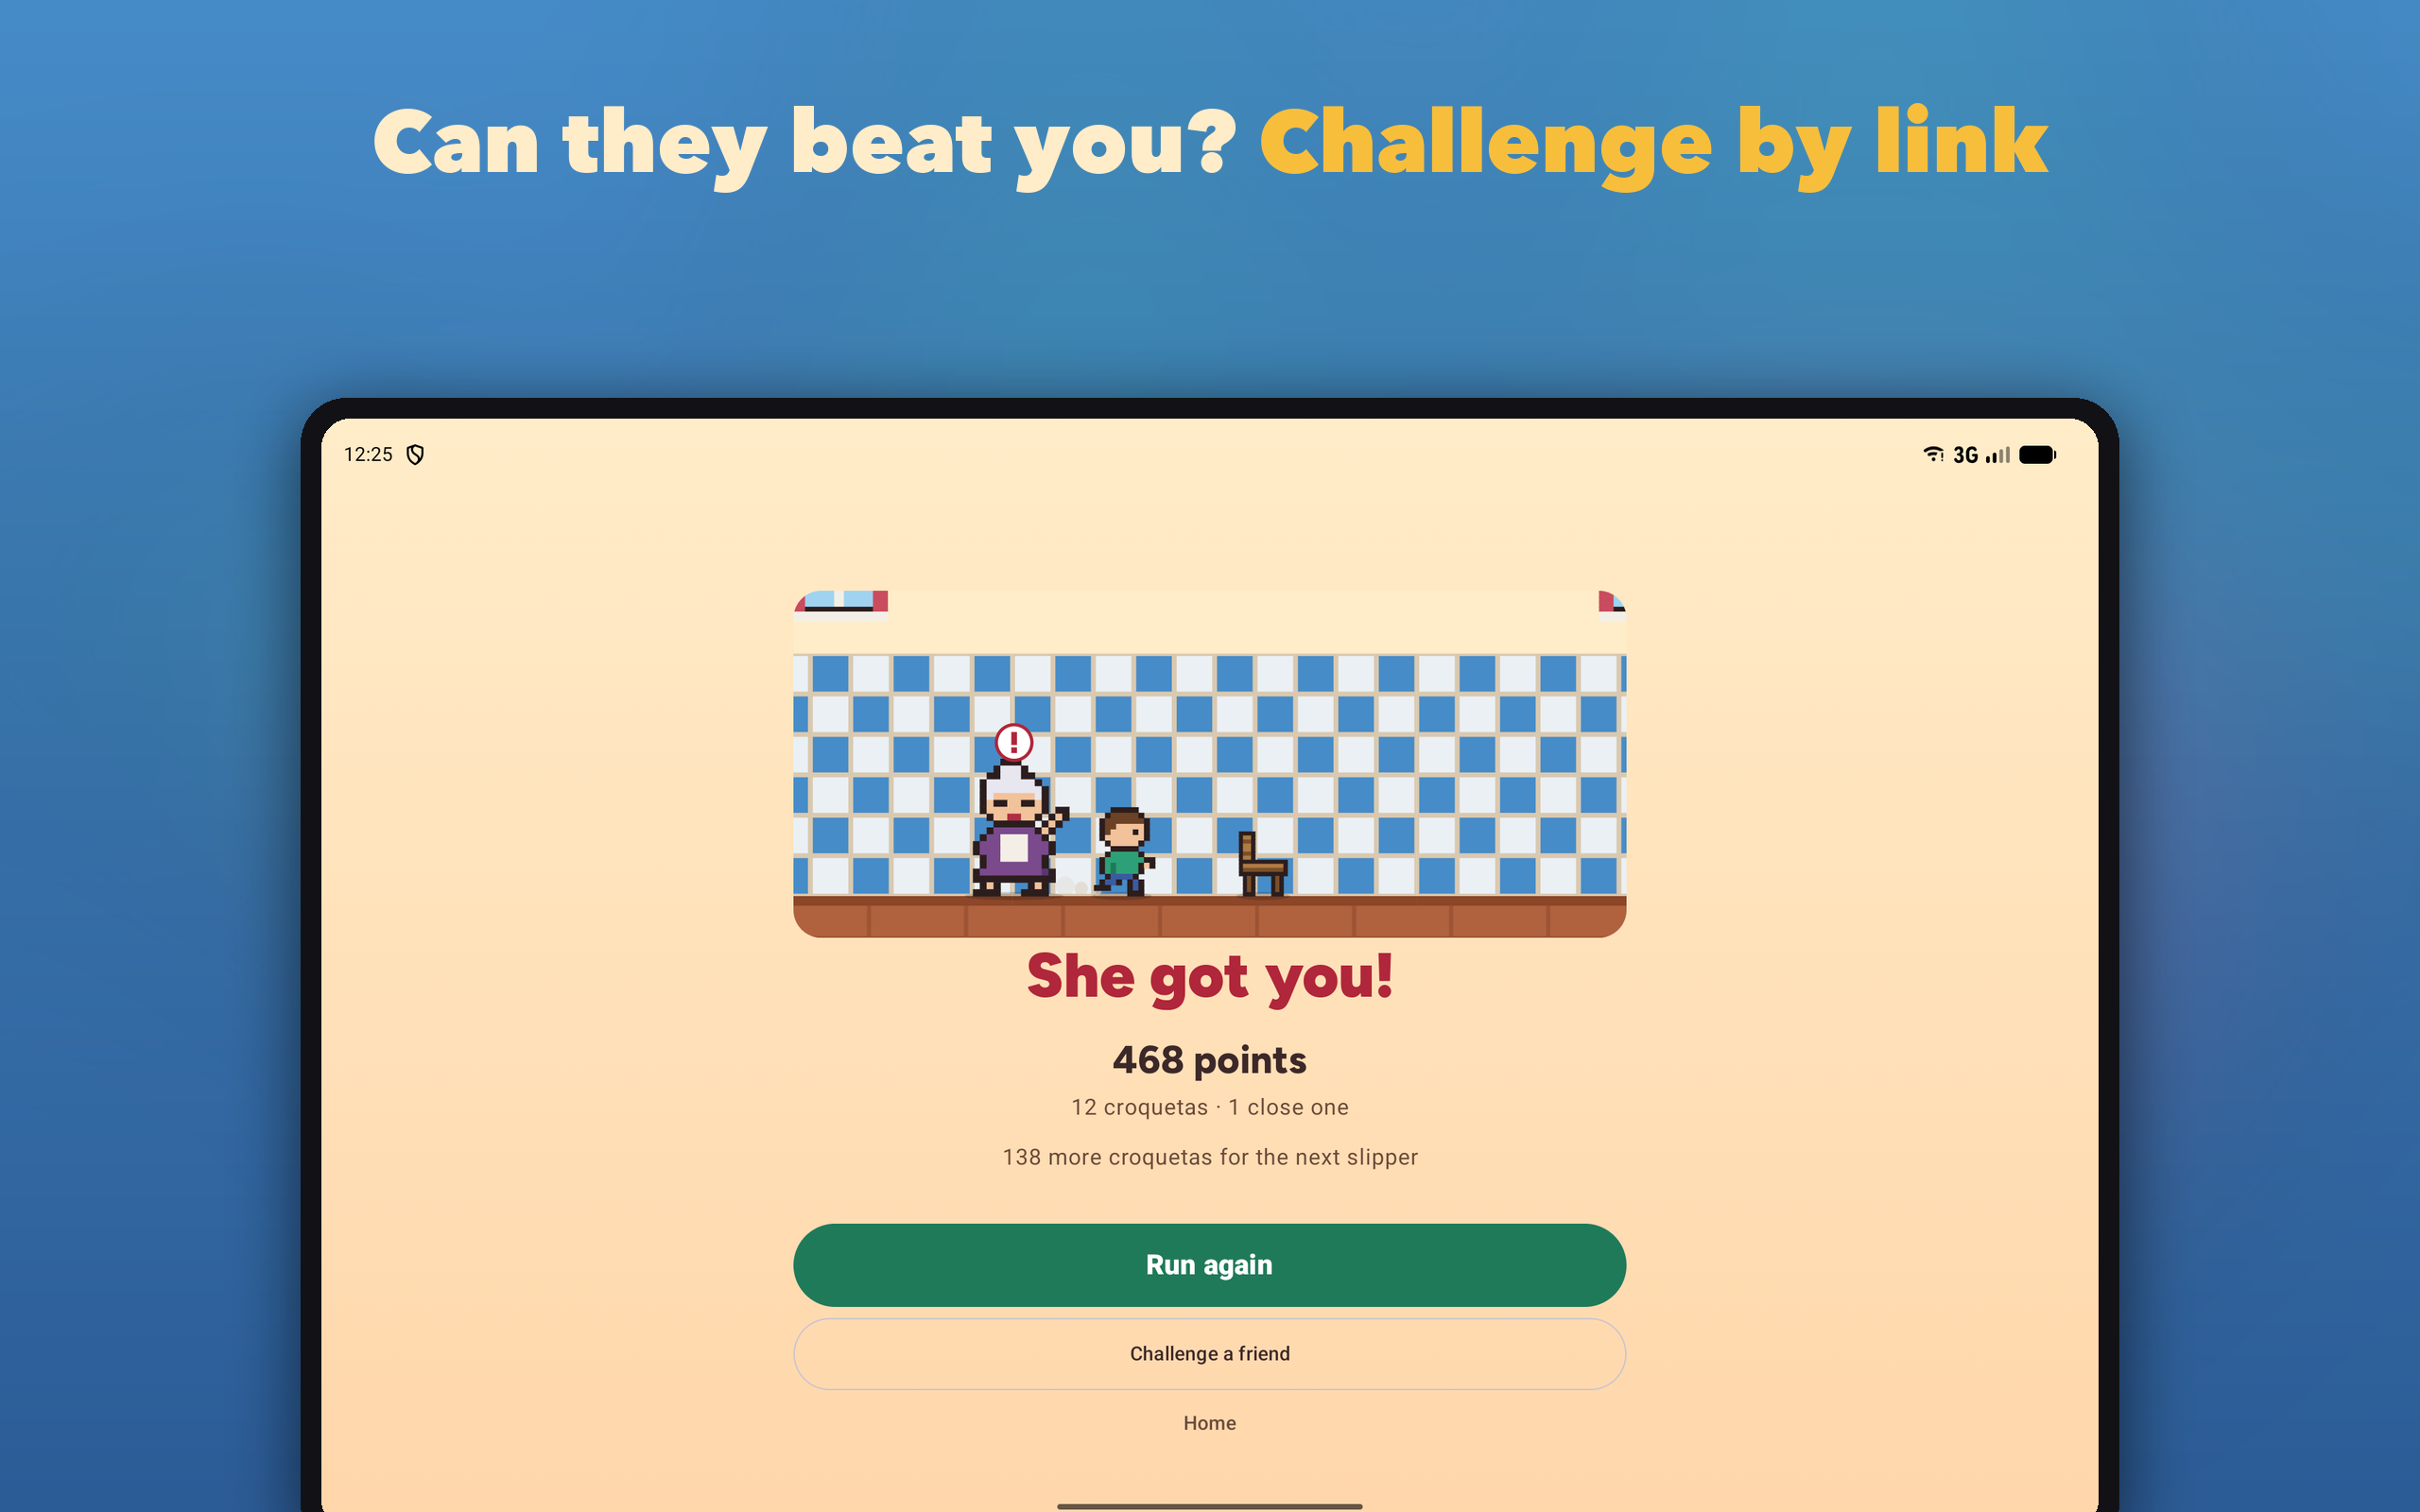 Can they beat you? Challenge by link
12:25
3G
!
She got you!
468 points
12 croquetas · 1 close one
138 more croquetas for the next slipper
Run again
Challenge a friend
Home